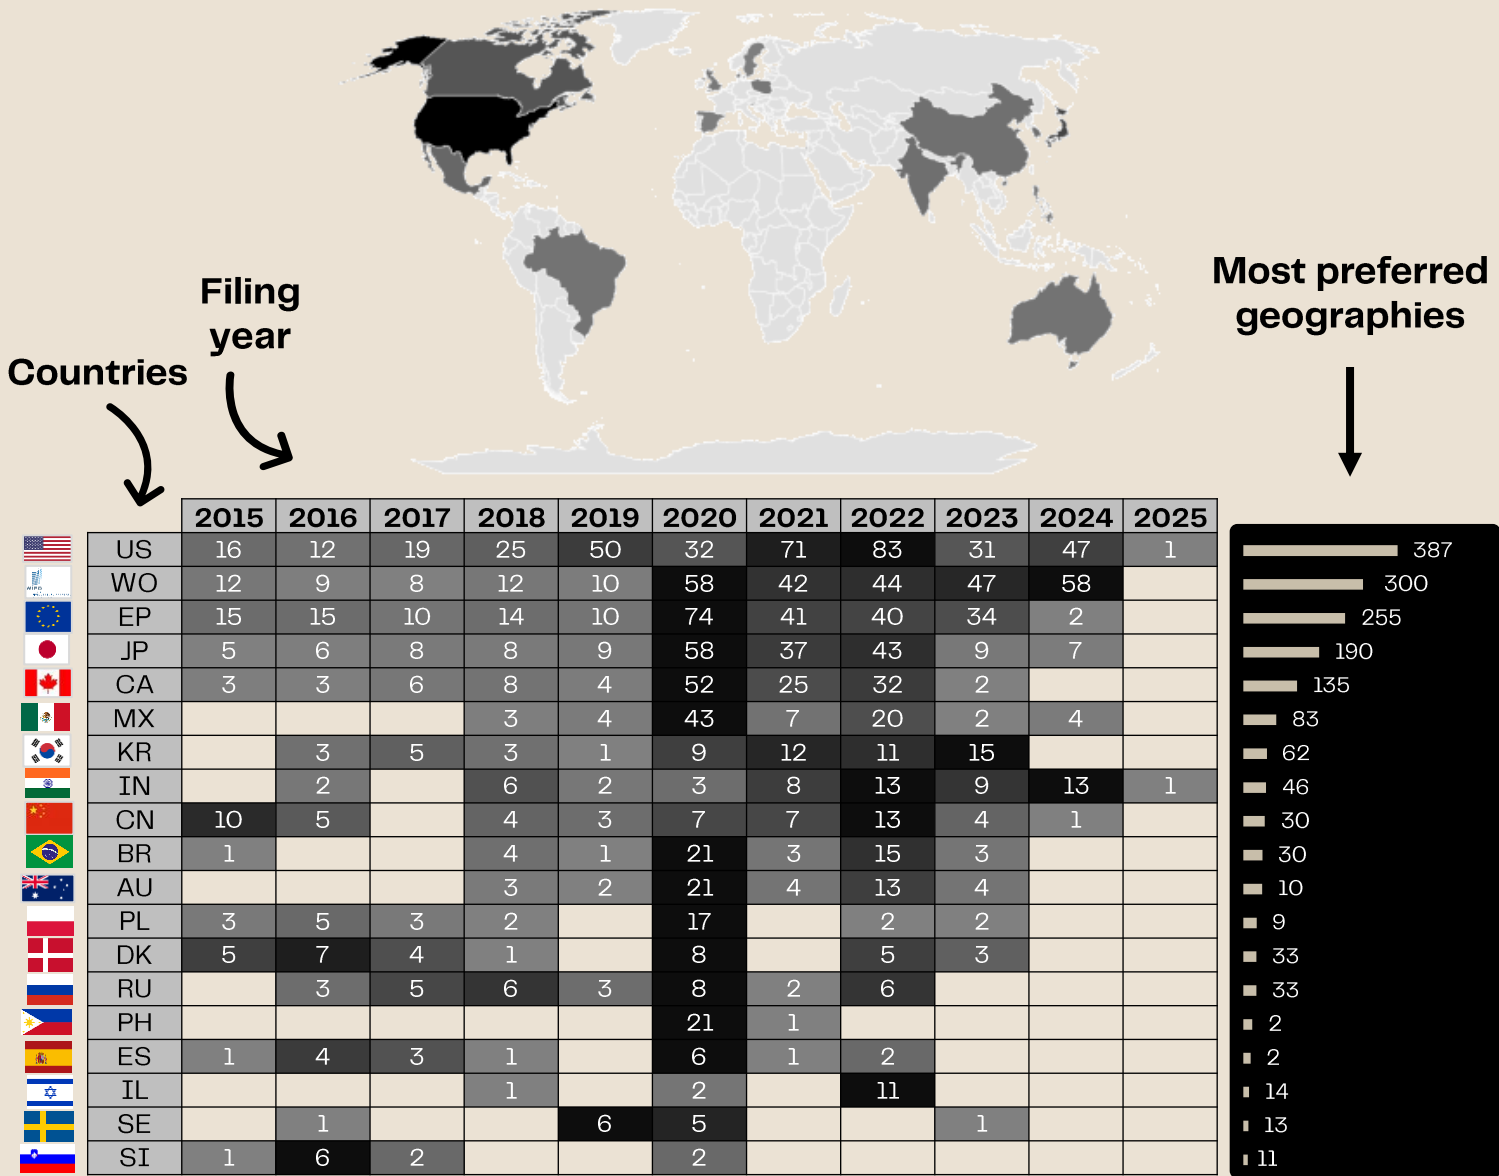 Most preferred
geographies
Filing
year
Countries
2015 2016 2017 2018 2019 2020 2021 2022 2023 2024 2025
US 16 12 19 25 50 32 71 83 31 47 1 387
WO 12 9 8 12 10 58 42 44 47 58 300
EP 15 15 10 14 10 74 41 40 34 2 255
JP 5 6 8 8 9 58 37 43 9 7 190
CA 3 3 6 8 4 52 25 32 2 135
MX 3 4 43 7 20 2 4 83
KR 3 5 3 1 9 12 11 15 62
IN 2 6 2 3 8 13 9 13 1 46
CN 10 5 4 3 7 7 13 4 1 30
BR 1 4 1 21 3 15 3 30
AU 3 2 21 4 13 4 10
PL 3 5 3 2 17 2 2 9
DK 5 7 4 1 8 5 3 33
RU 3 5 6 3 8 2 6 33
PH 21 1 2
ES 1 4 3 1 6 1 2 2
IL 1 2 11 14
SE 1 6 5 1 13
SI 1 6 2 2 11